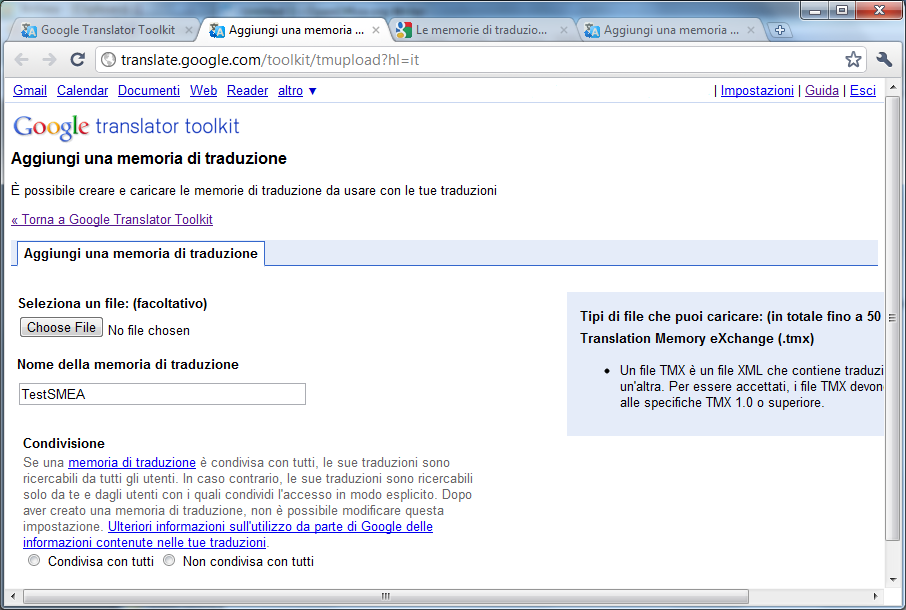 Google Translator Toolkit
Aggiungi una memoria ...
Le memorie di traduzio...
Aggiungi una memoria ...
translate.google.com/toolkit/tmupload?hl=it
Gmail Calendar Documenti Web Reader altro ▼ | Impostazioni | Guida | Esci
Google translator toolkit
Aggiungi una memoria di traduzione
È possibile creare e caricare le memorie di traduzione da usare con le tue traduzioni
« Torna a Google Translator Toolkit
Aggiungi una memoria di traduzione
Seleziona un file: (facoltativo)
Choose File No file chosen
Nome della memoria di traduzione
TestSMEA
Tipi di file che puoi caricare: (in totale fino a 50
Translation Memory eXchange (.tmx)
• Un file TMX è un file XML che contiene traduzi
un'altra. Per essere accettati, i file TMX devon
alle specifiche TMX 1.0 o superiore.
Condivisione
Se una memoria di traduzione è condivisa con tutti, le sue traduzioni sono
ricercabili da tutti gli utenti. In caso contrario, le sue traduzioni sono ricercabili
solo da te e dagli utenti con i quali condividi l'accesso in modo esplicito. Dopo
aver creato una memoria di traduzione, non è possibile modificare questa
impostazione. Ulteriori informazioni sull'utilizzo da parte di Google delle
informazioni contenute nelle tue traduzioni.
Condivisa con tutti Non condivisa con tutti